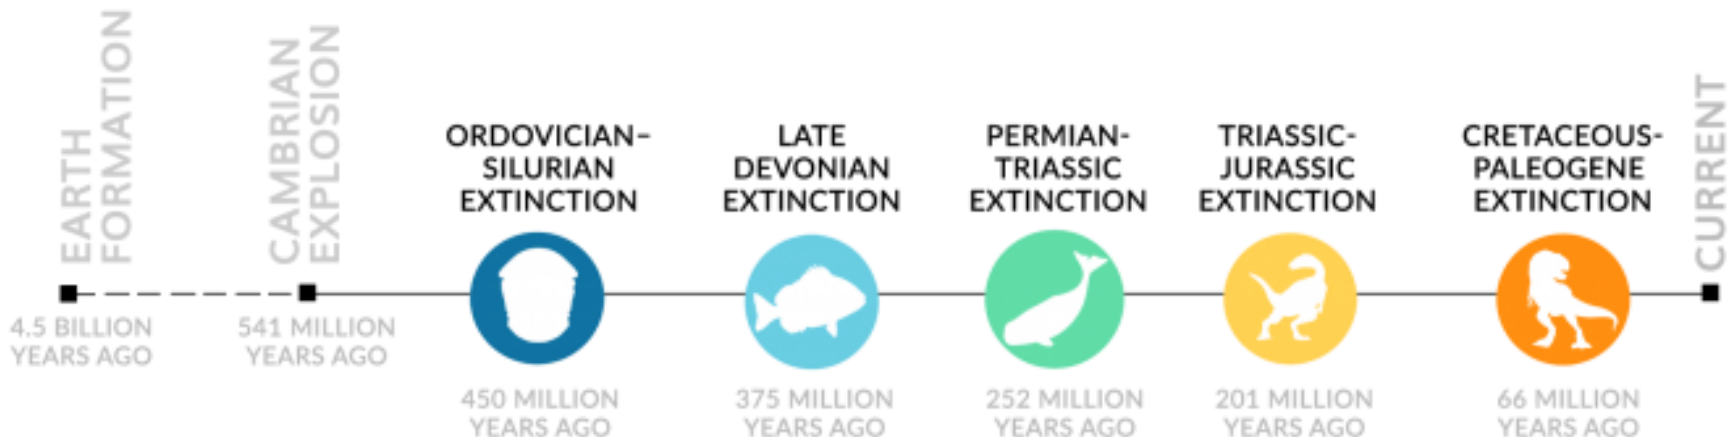 EARTH
FORMATION
4.5 BILLION
YEARS AGO
CAMBRIAN
EXPLOSION
541 MILLION
YEARS AGO
ORDOVICIAN–
SILURIAN
EXTINCTION
450 MILLION
YEARS AGO
LATE
DEVONIAN
EXTINCTION
375 MILLION
YEARS AGO
PERMIAN-
TRIASSIC
EXTINCTION
252 MILLION
YEARS AGO
TRIASSIC-
JURASSIC
EXTINCTION
201 MILLION
YEARS AGO
CRETACEOUS-
PALEOGENE
EXTINCTION
66 MILLION
YEARS AGO
CURRENT